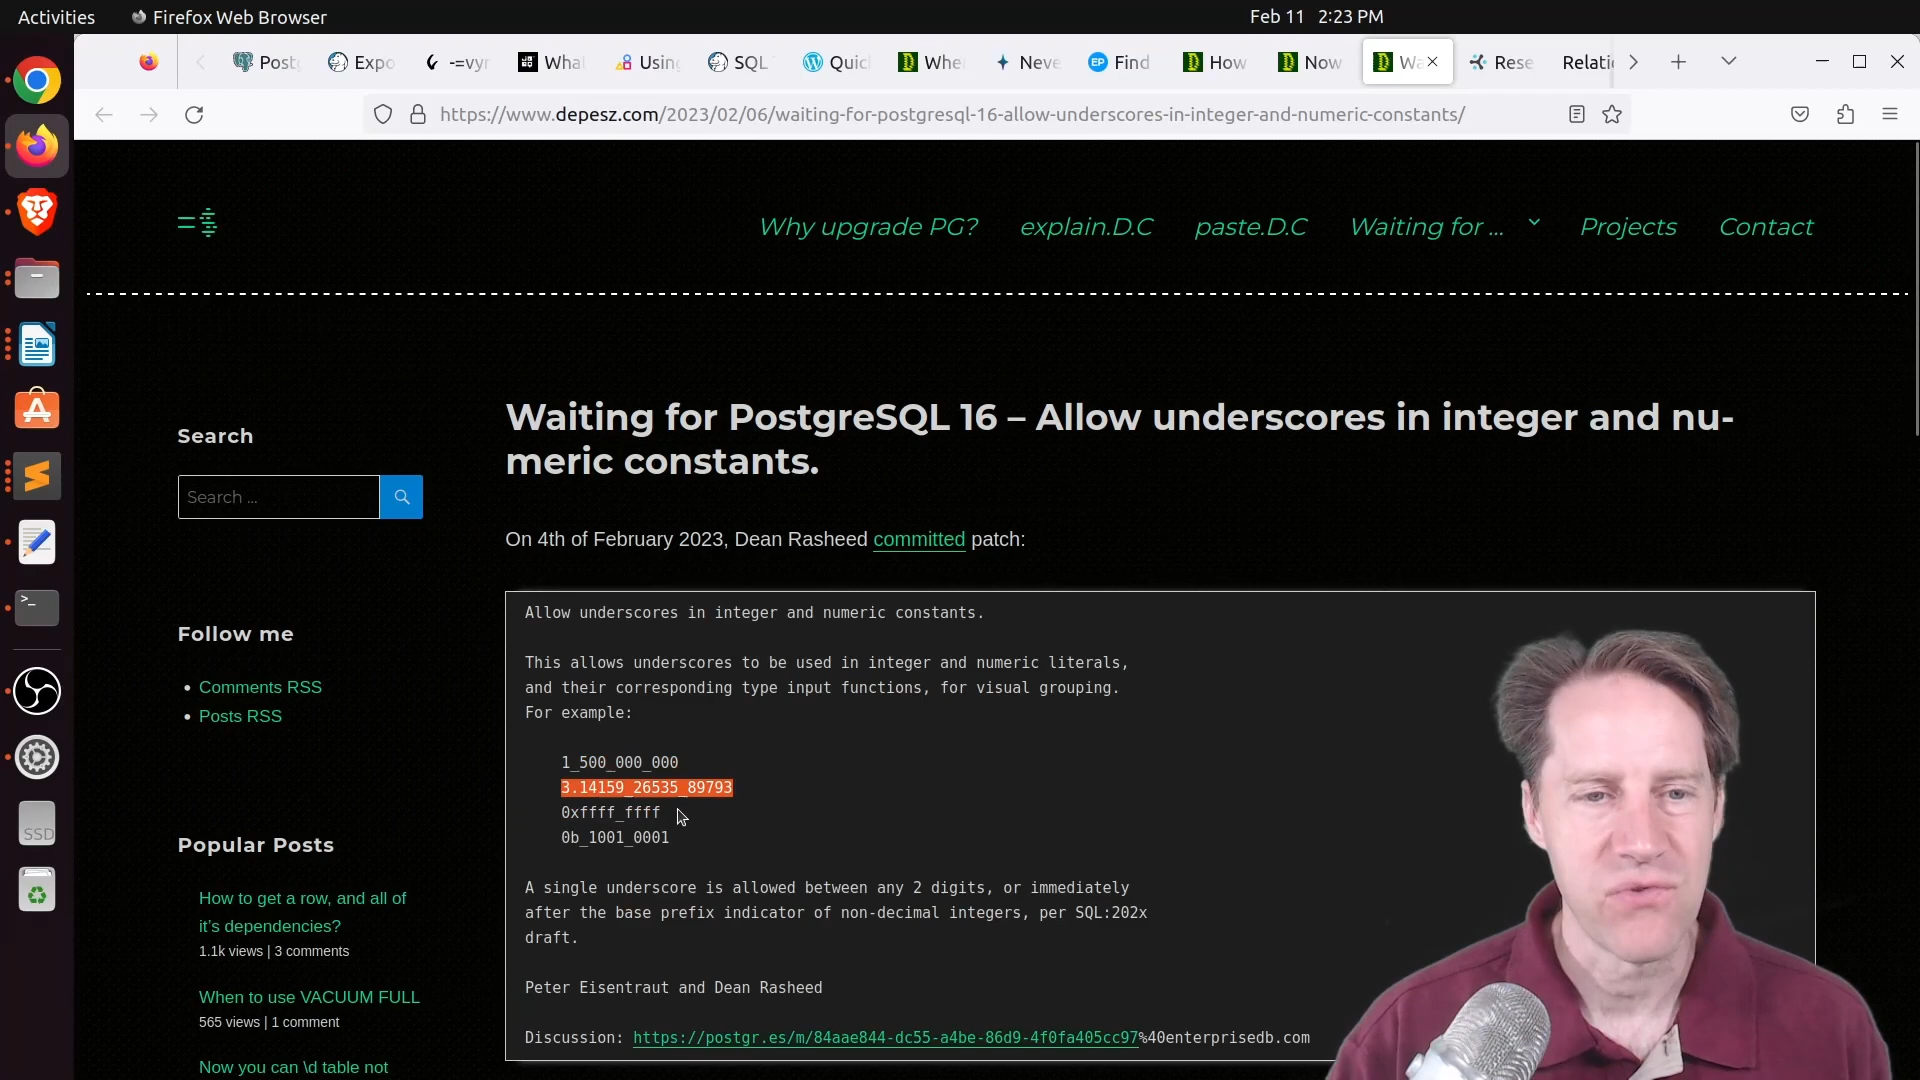 Activities
Firefox Web Browser
Feb 11 2:23 PM
Postg
Expo
-=vyr
What
Using
SQL
Quic
When
Neve
Find
How
Now
Wa
Rese
Relatio
https://www.depesz.com/2023/02/06/waiting-for-postgresql-16-allow-underscores-in-integer-and-numeric-constants/
Why upgrade PG?
explain.D.C
paste.D.C
Waiting for ...
Projects
Contact
Waiting for PostgreSQL 16 – Allow underscores in integer and nu-
meric constants.
Search
Search ...
On 4th of February 2023, Dean Rasheed committed patch:
Allow underscores in integer and numeric constants.
This allows underscores to be used in integer and numeric literals,
and their corresponding type input functions, for visual grouping.
For example:
1_500_000_000
3.14159_26535_89793
0xffff_ffff
0b_1001_0001
A single underscore is allowed between any 2 digits, or immediately
after the base prefix indicator of non-decimal integers, per SQL:202x
draft.
Peter Eisentraut and Dean Rasheed
Discussion: https://postgr.es/m/84aae844-dc55-a4be-86d9-4f0fa405cc97%40enterprisedb.com
Follow me
Comments RSS
Posts RSS
Popular Posts
How to get a row, and all of
it's dependencies?
1.1k views | 3 comments
When to use VACUUM FULL
565 views | 1 comment
Now you can \d table not
SSD